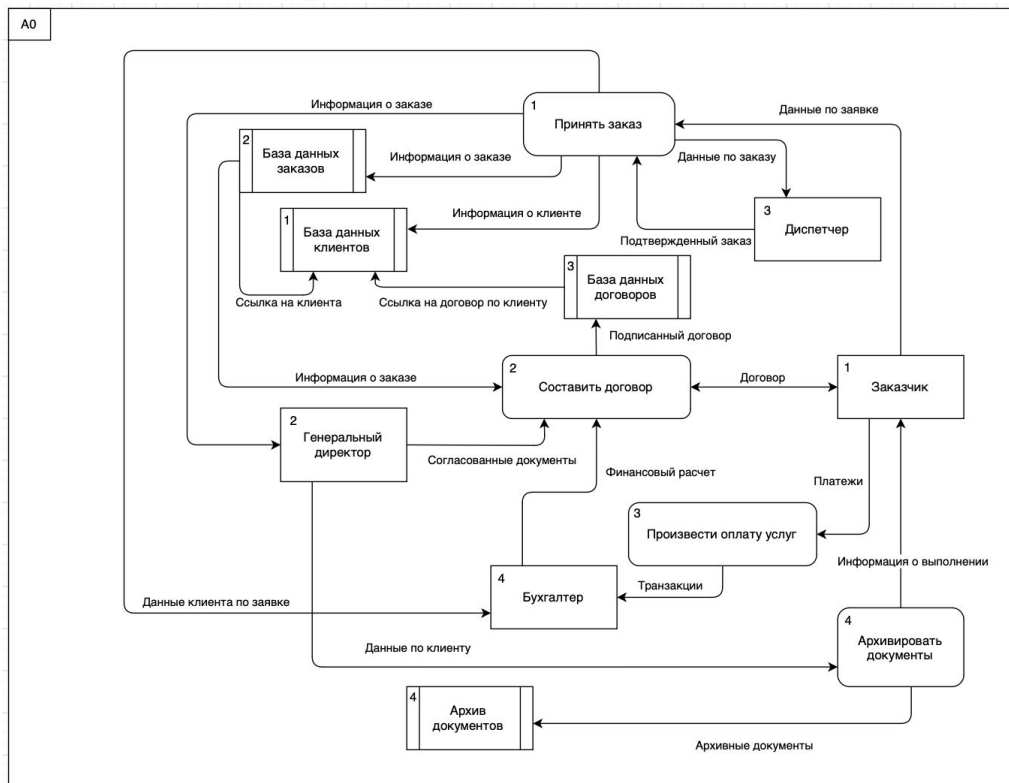 A0
1
Принять заказ
Данные по заявке
Информация о заказе
2
База данных
заказов
Информация о заказе
Данные по заказу
3
Диспетчер
1
База данных
клиентов
Информация о клиенте
Подтвержденный заказ
3
База данных
договоров
Ссылка на клиента
Ссылка на договор по клиенту
Подписанный договор
Информация о заказе
2
Составить договор
Договор
1
Заказчик
2
Генеральный
директор
Согласованные документы
Финансовый расчет
Платежи
3
Произвести оплату услуг
Информация о выполнении
4
Бухгалтер
Транзакции
Данные клиента по заявке
4
Архивировать
документы
Данные по клиенту
4
Архив
документов
Архивные документы